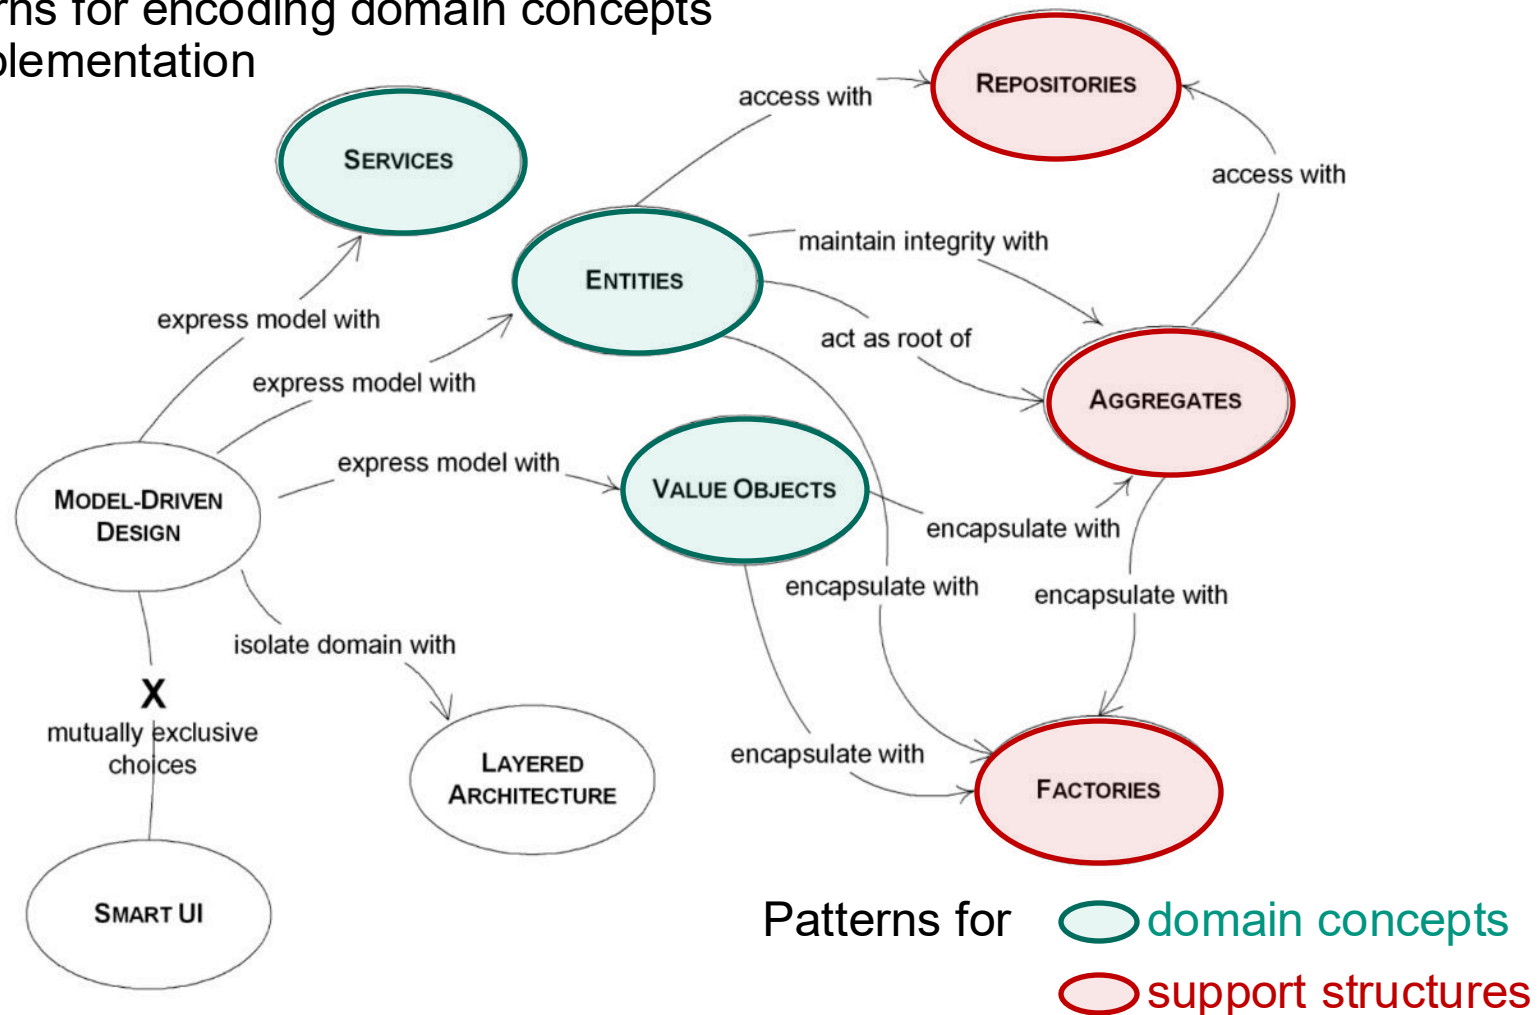 rns for encoding domain concepts
plementation
REPOSITORIES
access with
SERVICES
access with
maintain integrity with
ENTITIES
express model with
act as root of
express model with
AGGREGATES
express model with
VALUE OBJECTS
MODEL-DRIVEN
DESIGN
encapsulate with
encapsulate with
encapsulate with
isolate domain with
X
mutually exclusive
choices
encapsulate with
LAYERED
ARCHITECTURE
FACTORIES
SMART UI
Patterns for
domain concepts
support structures